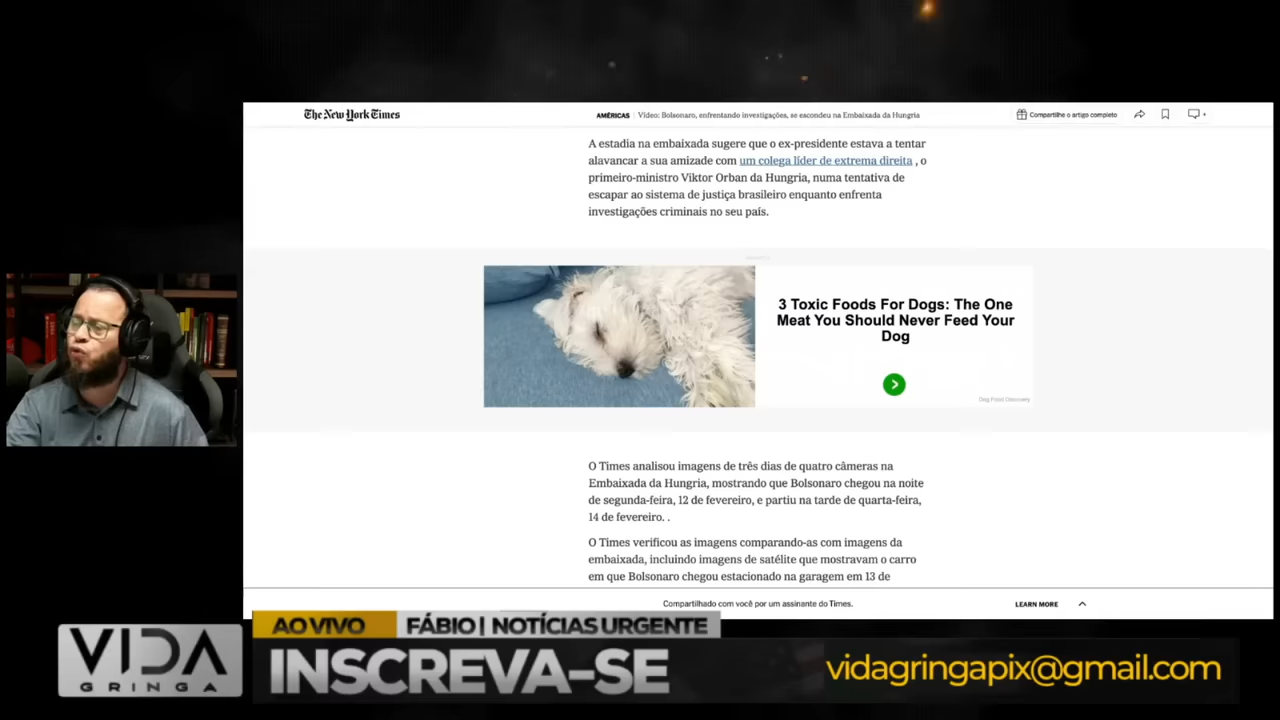 The New York Times
AMÉRICAS Vídeo: Bolsonaro, enfrentando investigações, se escondeu na Embaixada da Hungria
Compartilhe o artigo completo
A estadia na embaixada sugere que o ex-presidente estava a tentar
alavancar a sua amizade com um colega líder de extrema direita , o
primeiro-ministro Viktor Orban da Hungria, numa tentativa de
escapar ao sistema de justiça brasileiro enquanto enfrenta
investigações criminais no seu país.
3 Toxic Foods For Dogs: The One
Meat You Should Never Feed Your
Dog
Dog Food Discovery
O Times analisou imagens de três dias de quatro câmeras na
Embaixada da Hungria, mostrando que Bolsonaro chegou na noite
de segunda-feira, 12 de fevereiro, e partiu na tarde de quarta-feira,
14 de fevereiro. .
O Times verificou as imagens comparando-as com imagens da
embaixada, incluindo imagens de satélite que mostravam o carro
em que Bolsonaro chegou estacionado na garagem em 13 de
Compartilhado com você por um assinante do Times.
LEARN MORE
AO VIVO FÁBIO | NOTÍCIAS URGENTE
VIDA
GRINGA
INSCREVA-SE
vidagringapix@gmail.com